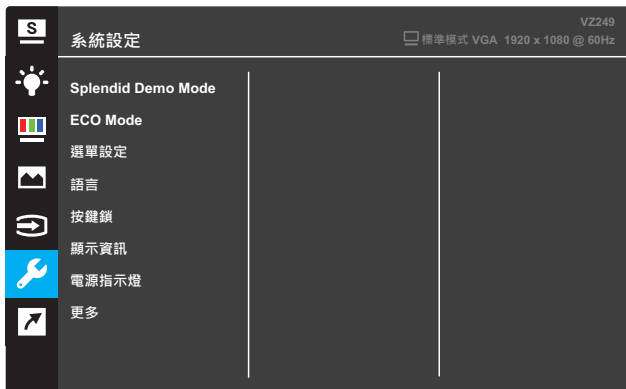 S
VZ249
系統設定
標準模式 VGA 1920 x 1080 @ 60Hz
Splendid Demo Mode
ECO Mode
選單設定
語言
按鍵鎖
顯示資訊
電源指示燈
更多